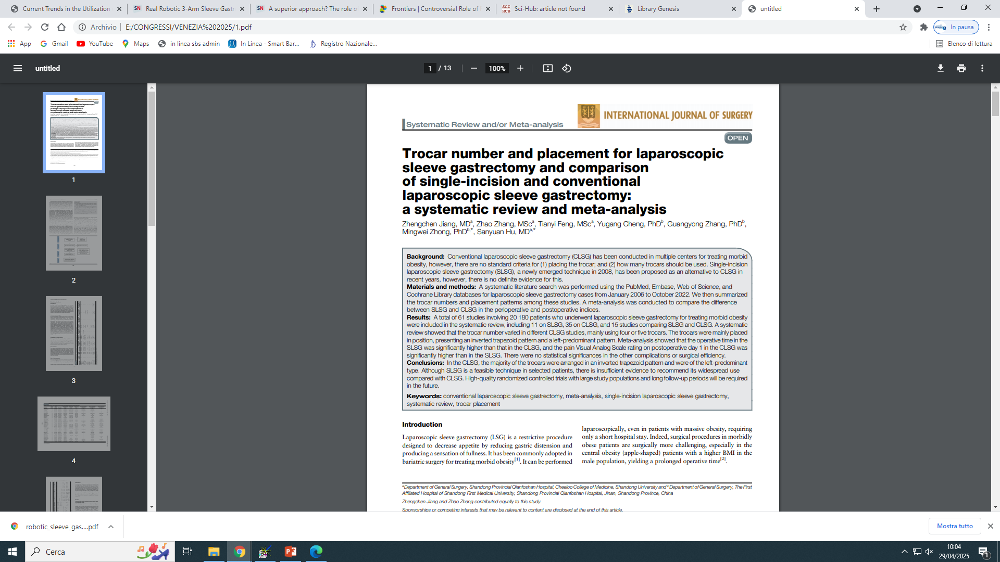 Current Trends in the Utilization
Real Robotic 3-Arm Sleeve Gastr
A superior approach? The role of
Frontiers | Controversial Role of
Sci-Hub: article not found
Library Genesis
untitled
Archivio
E:/CONGRESSI/VENEZIA%202025/1.pdf
In pausa
App
Gmail
YouTube
Maps
in linea sbs admin
In Linea - Smart Bar...
Registro Nazionale...
Elenco di lettura
untitled
1 / 13
100%
1
2
3
4
Systematic Review and/or Meta-analysis
INTERNATIONAL JOURNAL OF SURGERY
OPEN
Trocar number and placement for laparoscopic
sleeve gastrectomy and comparison
of single-incision and conventional
laparoscopic sleeve gastrectomy:
a systematic review and meta-analysis
Zhengchen Jiang, MDa, Zhao Zhang, MSca, Tianyi Feng, MSca, Yugang Cheng, PhDb, Guangyong Zhang, PhDb,
Mingwei Zhong, PhDb,*, Sanyuan Hu, MDa,*
Background: Conventional laparoscopic sleeve gastrectomy (CLSG) has been conducted in multiple centers for treating morbid
obesity, however, there are no standard criteria for (1) placing the trocar; and (2) how many trocars should be used. Single-incision
laparoscopic sleeve gastrectomy (SLSG), a newly emerged technique in 2008, has been proposed as an alternative to CLSG in
recent years, however, there is no definite evidence for this.
Materials and methods: A systematic literature search was performed using the PubMed, Embase, Web of Science, and
Cochrane Library databases for laparoscopic sleeve gastrectomy cases from January 2006 to October 2022. We then summarized
the trocar numbers and placement patterns among these studies. A meta-analysis was conducted to compare the difference
between SLSG and CLSG in the perioperative and postoperative indices.
Results: A total of 61 studies involving 20 180 patients who underwent laparoscopic sleeve gastrectomy for treating morbid obesity
were included in the systematic review, including 11 on SLSG, 35 on CLSG, and 15 studies comparing SLSG and CLSG. A systematic
review showed that the trocar number varied in different CLSG studies, mainly using four or five trocars. The trocars were mainly placed
in position, presenting an inverted trapezoid pattern and a left-predominant pattern. Meta-analysis showed that the operative time in the
SLSG was significantly higher than that in the CLSG, and the pain Visual Analog Scale rating on postoperative day 1 in the CLSG was
significantly higher than in the SLSG. There were no statistical significances in the other complications or surgical efficiency.
Conclusions: In the CLSG, the majority of the trocars were arranged in an inverted trapezoid pattern and were of the left-predominant
type. Although SLSG is a feasible technique in selected patients, there is insufficient evidence to recommend its widespread use
compared with CLSG. High-quality randomized controlled trials with large study populations and long follow-up periods will be required
in the future.
Keywords: conventional laparoscopic sleeve gastrectomy, meta-analysis, single-incision laparoscopic sleeve gastrectomy,
systematic review, trocar placement
Introduction
Laparoscopic sleeve gastrectomy (LSG) is a restrictive procedure
designed to decrease appetite by reducing gastric distension and
producing a sensation of fullness. It has been commonly adopted in
bariatric surgery for treating morbid obesity[1]. It can be performed
laparoscopically, even in patients with massive obesity, requiring
only a short hospital stay. Indeed, surgical procedures in morbidly
obese patients are surgically more challenging, especially in the
central obesity (apple-shaped) patients with a higher BMI in the
male population, yielding a prolonged operative time[2].
aDepartment of General Surgery, Shandong Provincial Qianfoshan Hospital, Cheeloo College of Medicine, Shandong University and bDepartment of General Surgery, The First
Affiliated Hospital of Shandong First Medical University, Shandong Provincial Qianfoshan Hospital, Jinan, Shandong Province, China
Zhengchen Jiang and Zhao Zhang contributed equally to this study.
Sponsorships or competing interests that may be relevant to content are disclosed at the end of this article.
robotic_sleeve_gas....pdf
Mostra tutto
Cerca
10:04
29/04/2025
1